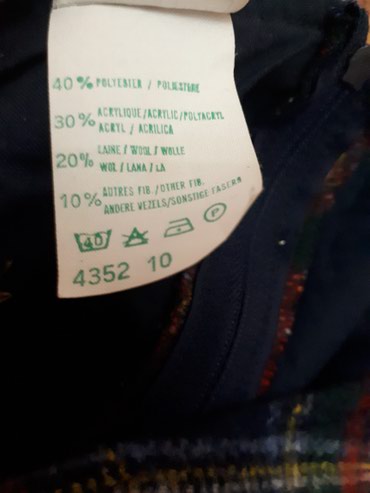 40% POLYESTER / POLIESTERE
30% ACRYLIQUE/ACRYLIC/POLYACRYL
ACRYL / ACRILICA
20% LAINE / WOOL / WOLLE
WOL / LANA / LA
10% AUTRES FIB./OTHER FIB.
ANDERE VEZELS/SONSTIGE FASERN
40 P
4352 10